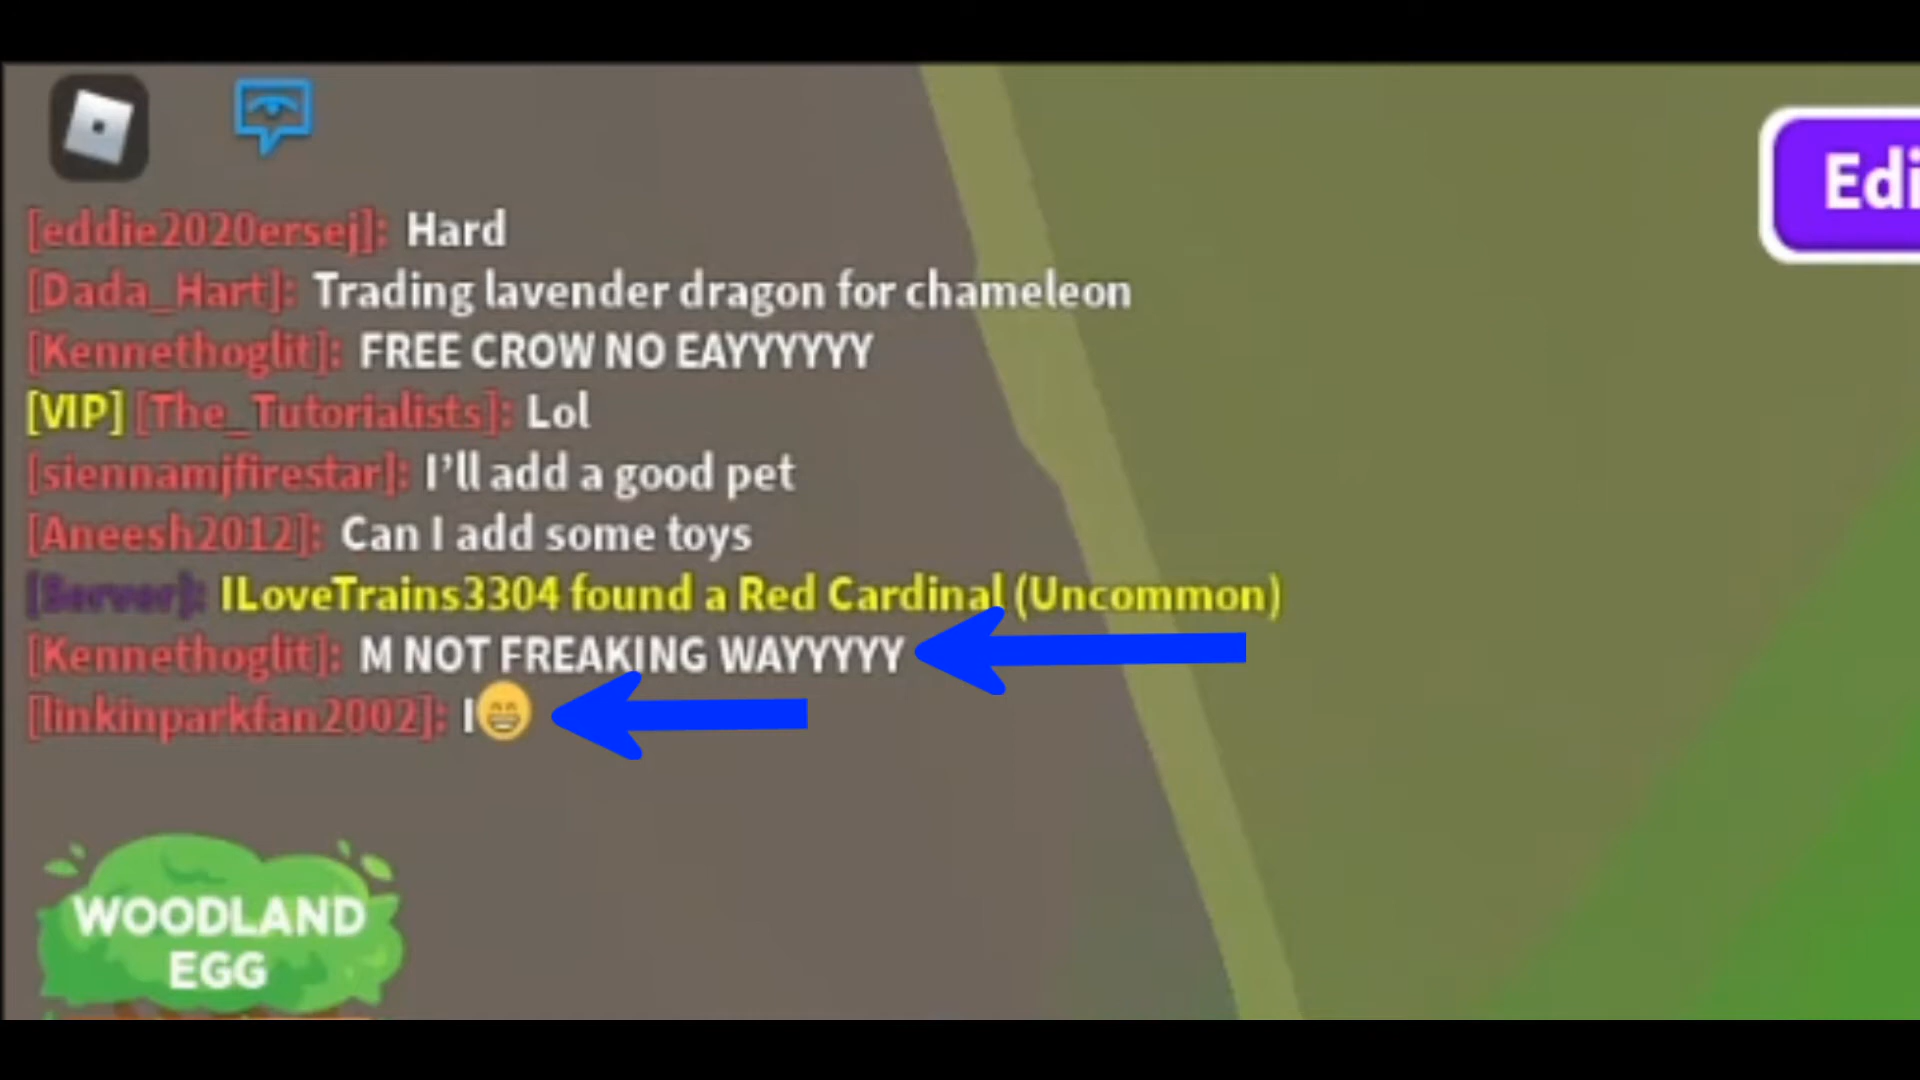 Edi
[eddie2020ersej]: Hard
[Dada_Hart]: Trading lavender dragon for chameleon
[Kennethoglit]: FREE CROW NO EAYYYYYY
[VIP] [The_Tutorialists]: Lol
[siennamjfirestar]: I'll add a good pet
[Aneesh2012]: Can I add some toys
[Server]: ILoveTrains3304 found a Red Cardinal (Uncommon)
[Kennethoglit]: M NOT FREAKING WAYYYYY
[linkinparkfan2002]: I😁
WOODLAND
EGG